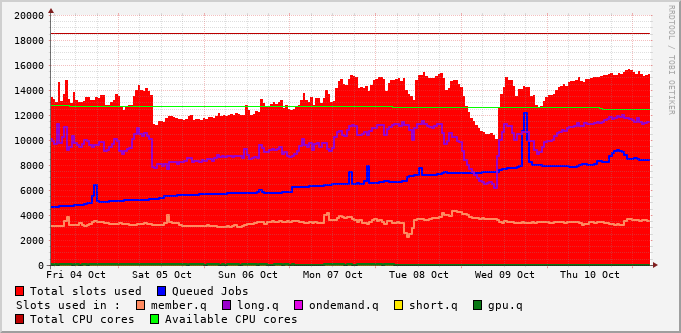 20000
18000
16000
14000
12000
10000
8000
6000
4000
2000
0
Fri 04 Oct Sat 05 Oct Sun 06 Oct Mon 07 Oct Tue 08 Oct Wed 09 Oct Thu 10 Oct
Total slots used Queued Jobs
Slots used in : member.q long.q ondemand.q short.q gpu.q
Total CPU cores Available CPU cores
RRDTOOL / TOBI OETIKER